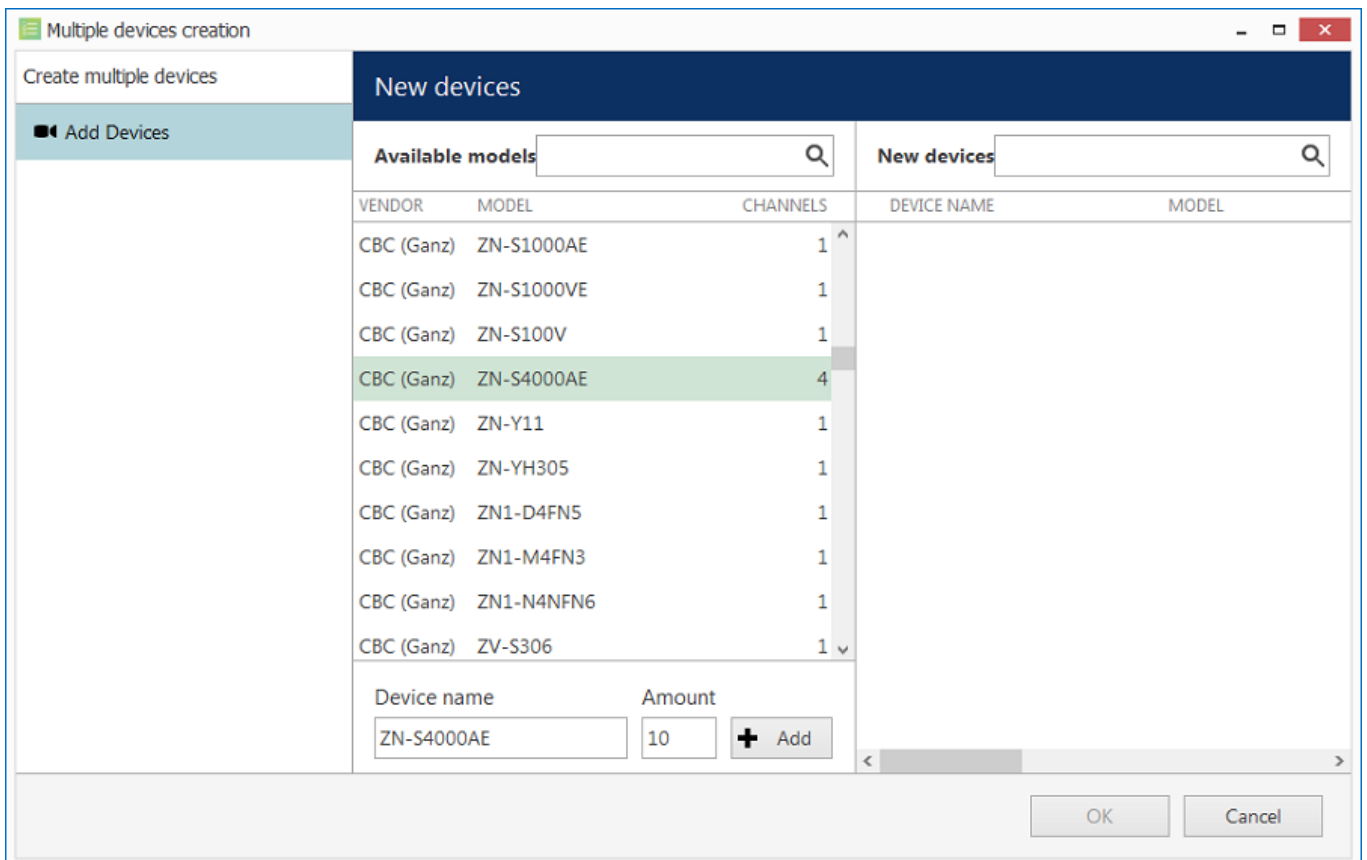 Multiple devices creation
Create multiple devices
New devices
Add Devices
Available models
New devices
VENDOR MODEL CHANNELS
DEVICE NAME MODEL
CBC (Ganz) ZN-S1000AE 1
CBC (Ganz) ZN-S1000VE 1
CBC (Ganz) ZN-S100V 1
CBC (Ganz) ZN-S4000AE 4
CBC (Ganz) ZN-Y11 1
CBC (Ganz) ZN-YH305 1
CBC (Ganz) ZN1-D4FN5 1
CBC (Ganz) ZN1-M4FN3 1
CBC (Ganz) ZN1-N4NFN6 1
CBC (Ganz) ZV-S306 1
Device name Amount
ZN-S4000AE 10 Add
OK Cancel